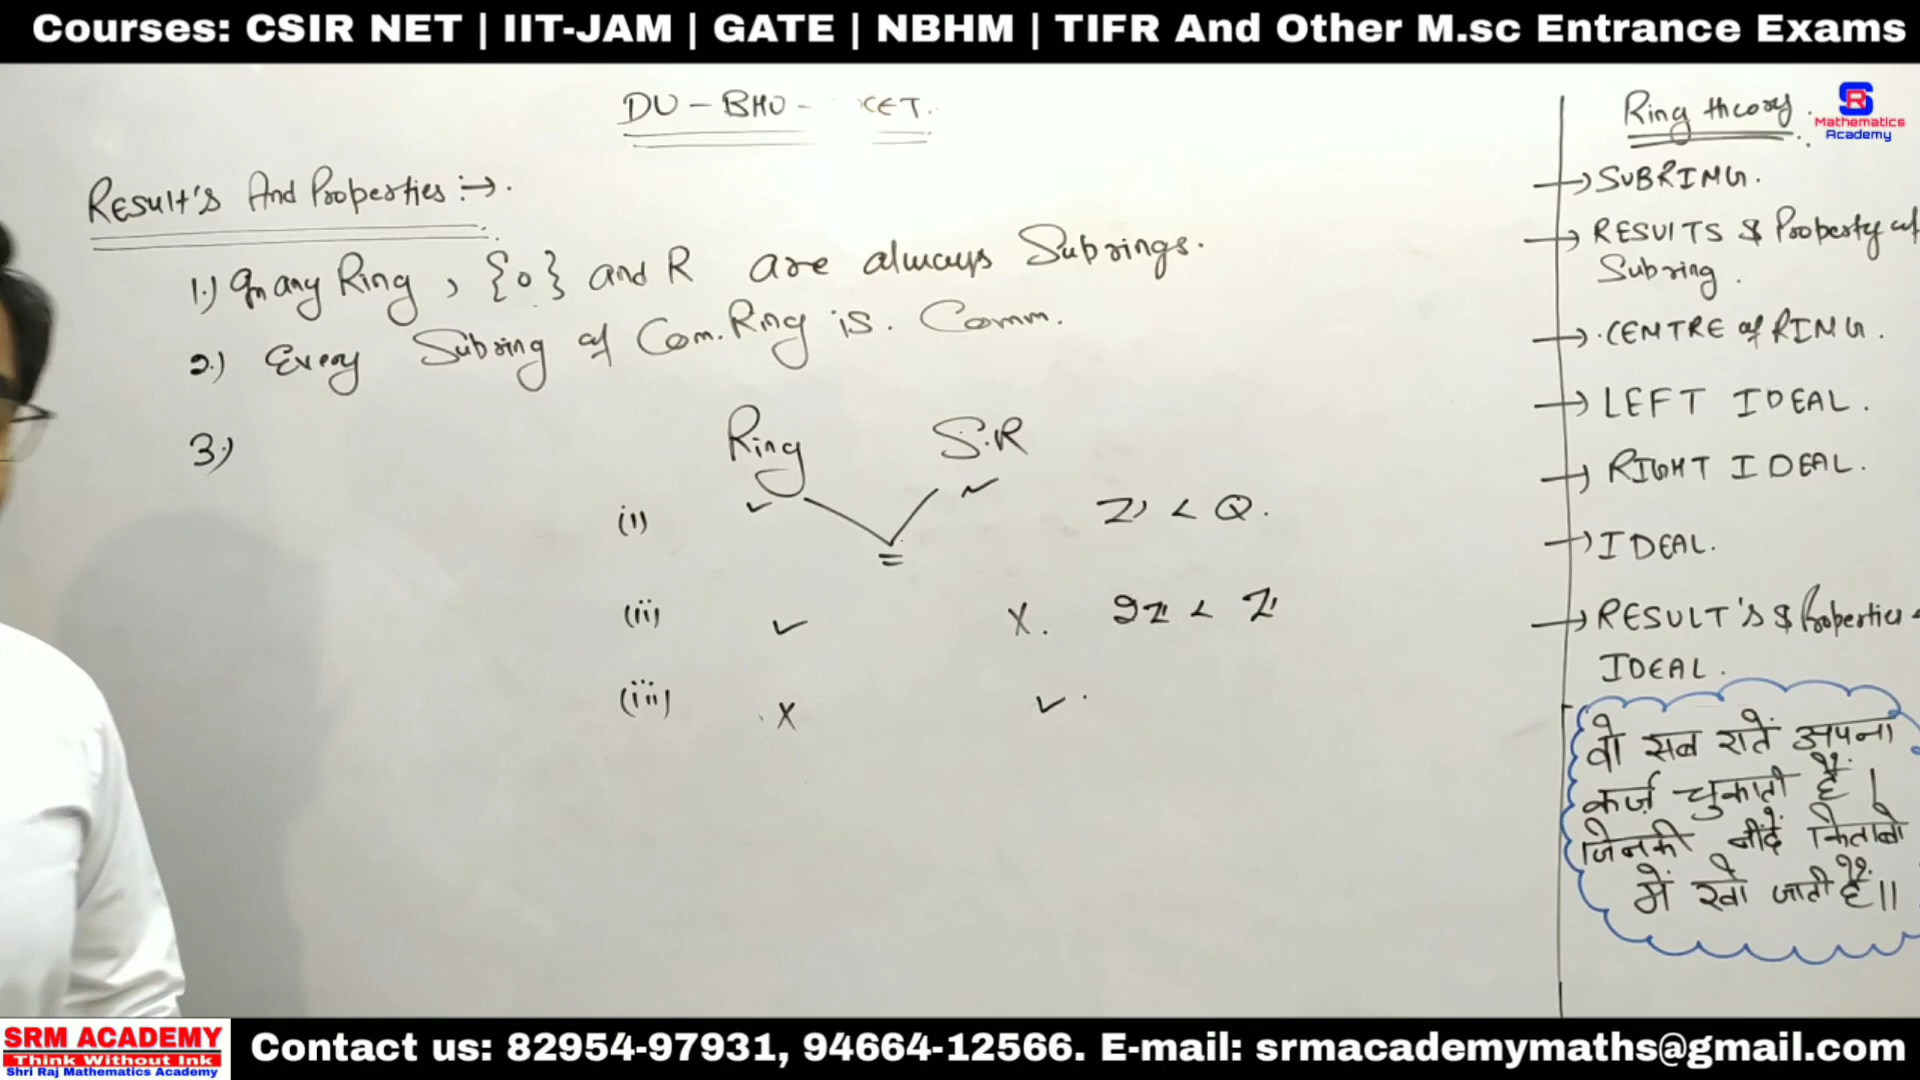 Courses: CSIR NET | IIT-JAM | GATE | NBHM | TIFR And Other M.sc Entrance Exams
DU - BHU - CET.
Result's And Properties :→.
1.) In any Ring , {0} and R are always Subrings.
2.) Every Subring of Com. Ring is. Comm.
3.)
Ring S.R
(i) ✓ ✓ Z < Q.
(ii) ✓ X. 2Z < Z
(iii) X ✓.
Ring theory.
SR
Mathematics
Academy
→ SUBRING.
→ RESULTS & Property of
Subring.
→ CENTRE of RING.
→ LEFT IDEAL.
→ RIGHT IDEAL.
→ IDEAL.
→ RESULT'S & Properties
IDEAL.
वो सब रातें अपना
कर्ज चुकाती हैं।
जिनकी नींदें किताबो
में खो जाती हैं॥
SRM ACADEMY
Think Without Ink
Shri Raj Mathematics Academy
Contact us: 82954-97931, 94664-12566. E-mail: srmacademymaths@gmail.com